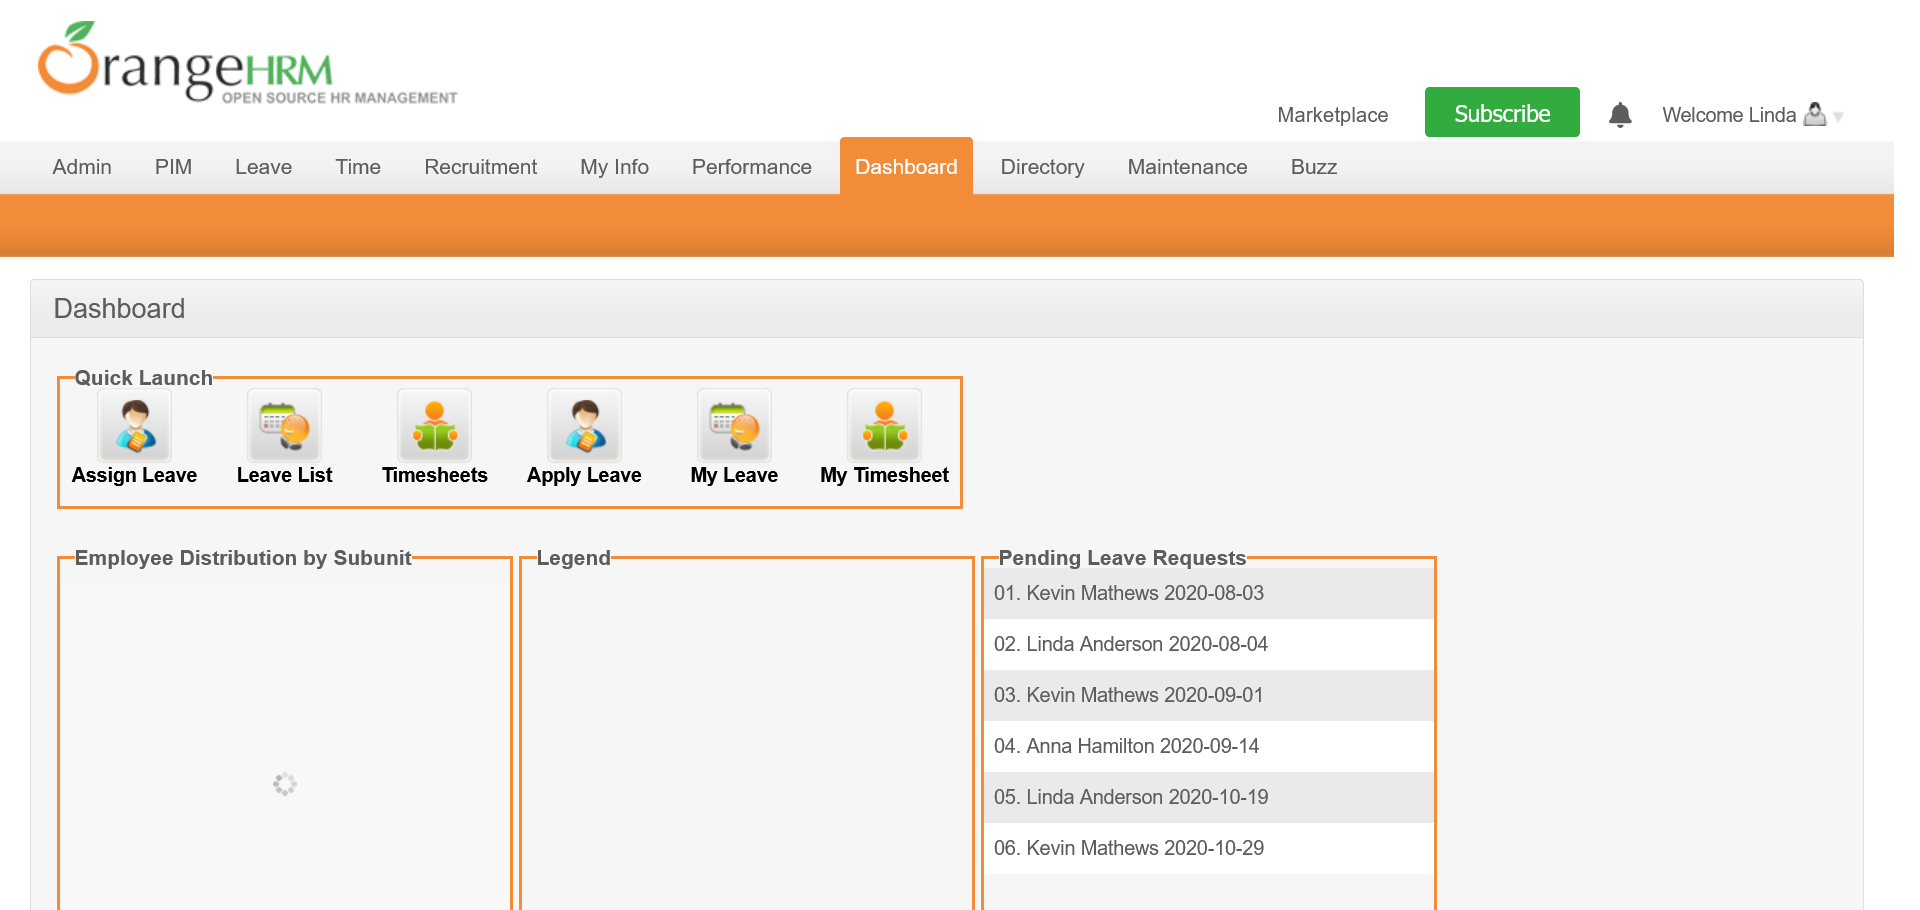 OrangeHRM
OPEN SOURCE HR MANAGEMENT
Marketplace
Subscribe
Welcome Linda
Admin
PIM
Leave
Time
Recruitment
My Info
Performance
Dashboard
Directory
Maintenance
Buzz
Dashboard
Quick Launch
Assign Leave
Leave List
Timesheets
Apply Leave
My Leave
My Timesheet
Employee Distribution by Subunit
Legend
Pending Leave Requests
01. Kevin Mathews 2020-08-03
02. Linda Anderson 2020-08-04
03. Kevin Mathews 2020-09-01
04. Anna Hamilton 2020-09-14
05. Linda Anderson 2020-10-19
06. Kevin Mathews 2020-10-29